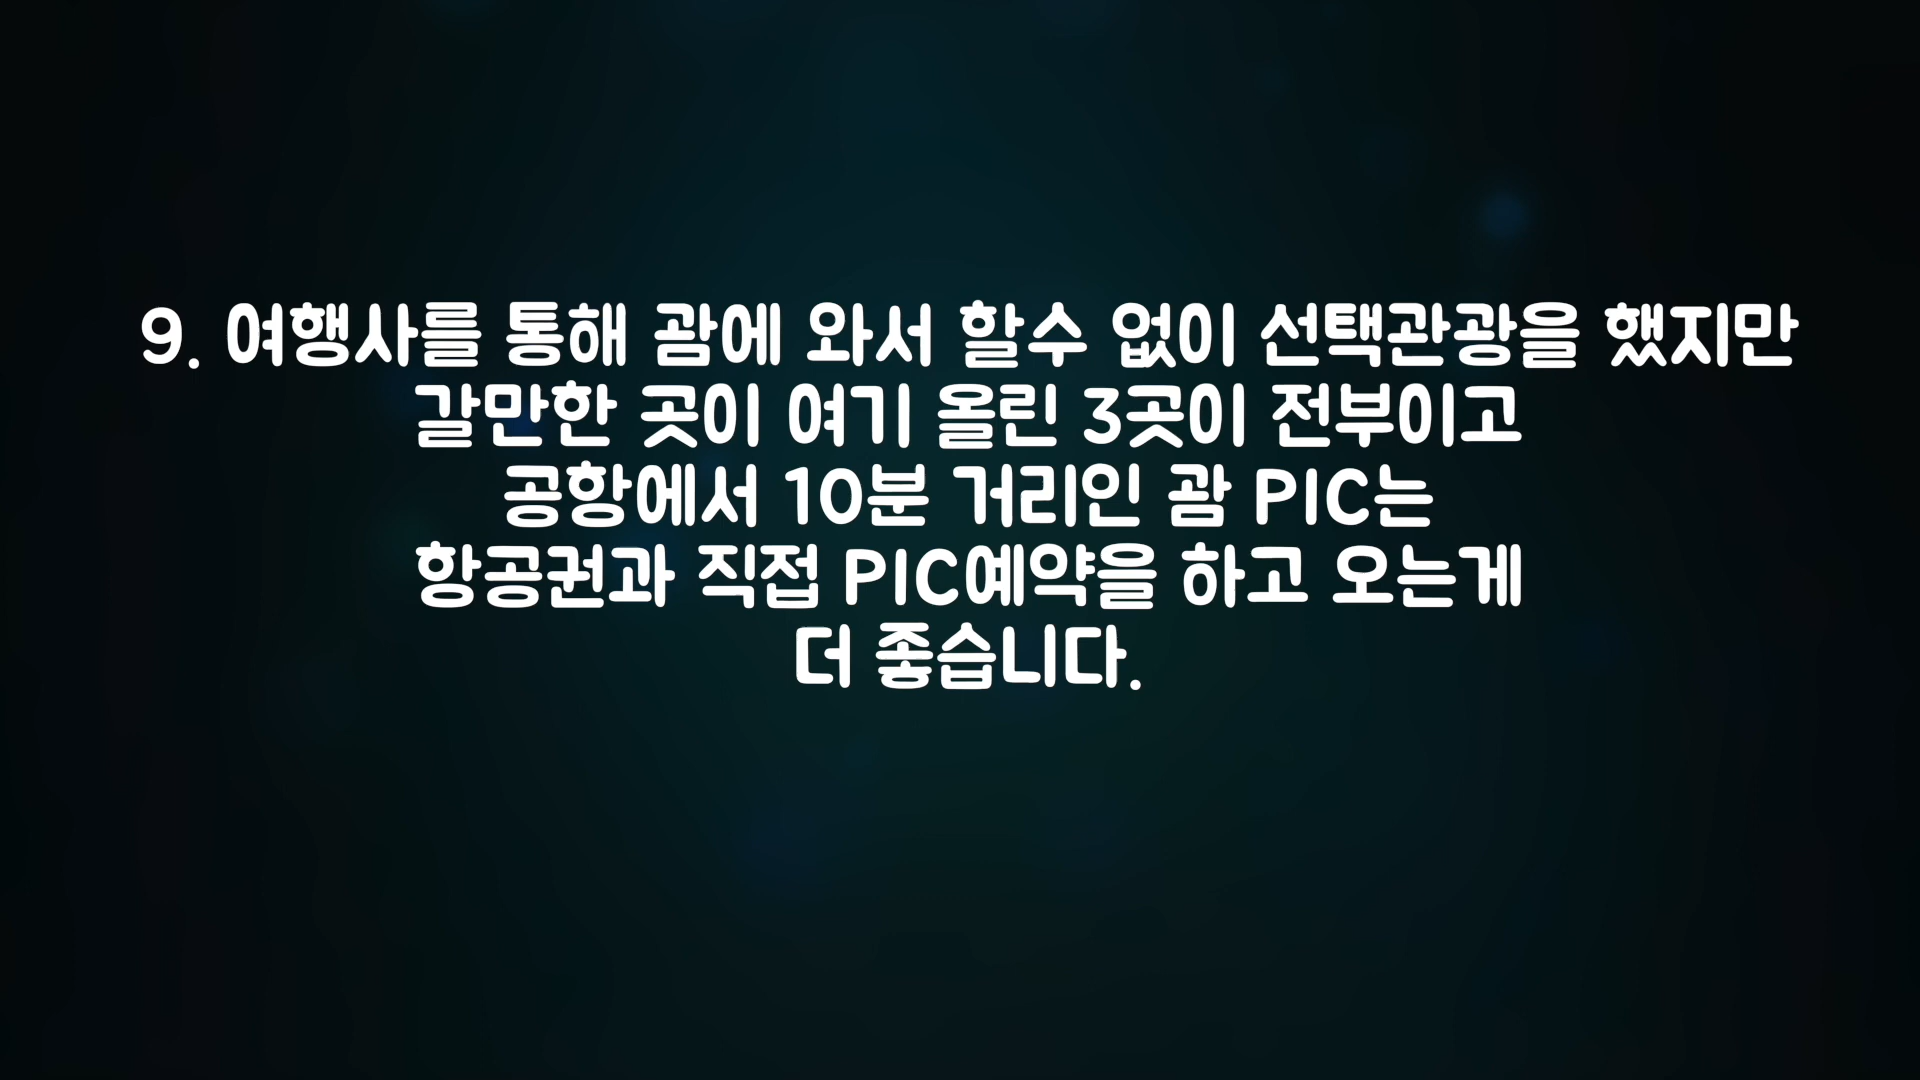 9. 여행사를 통해 괌에 와서 할수 없이 선택관광을 했지만
갈만한 곳이 여기 올린 3곳이 전부이고
공항에서 10분 거리인 괌 PIC는
항공권과 직접 PIC예약을 하고 오는게
더 좋습니다.